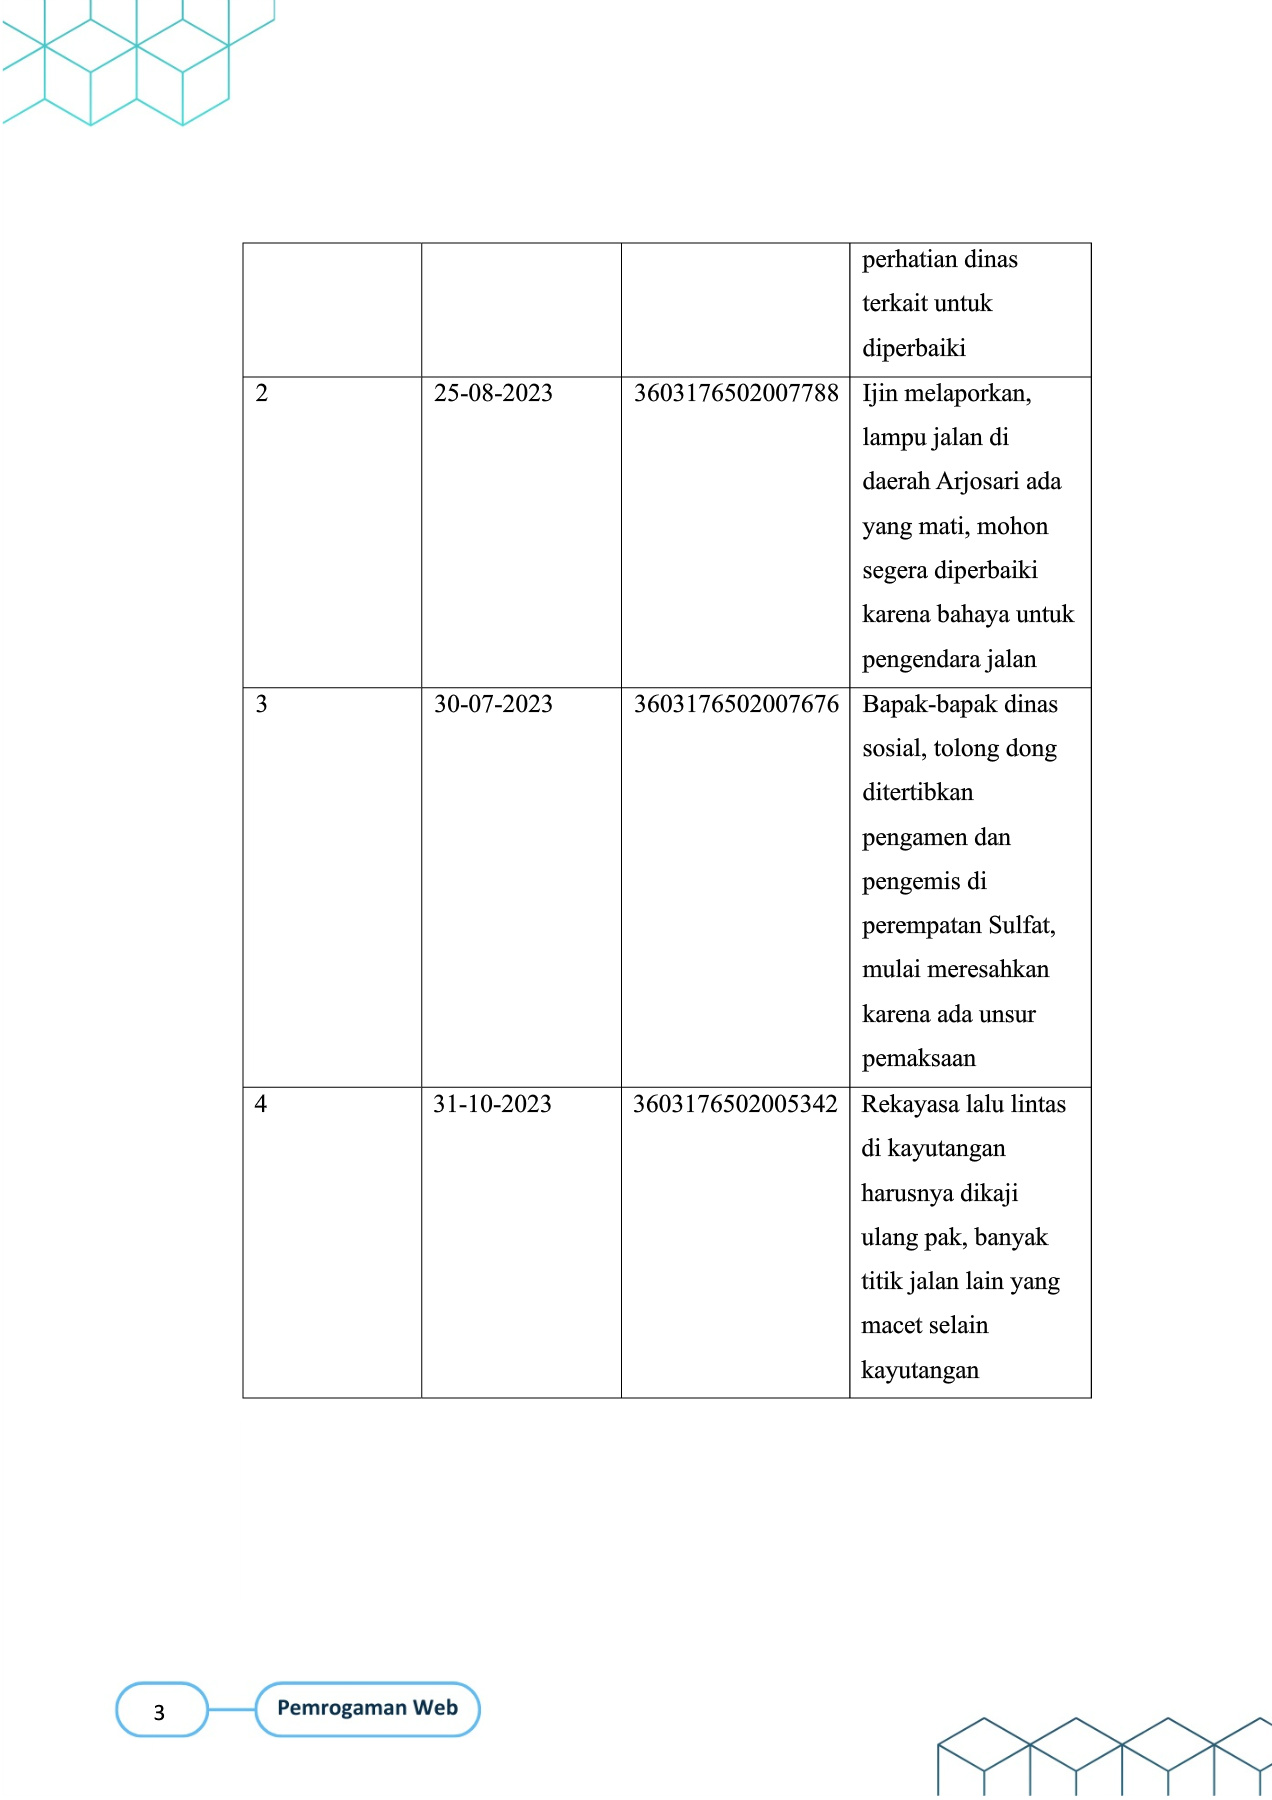 perhatian dinas
terkait untuk
diperbaiki
2 25-08-2023 3603176502007788 Ijin melaporkan,
lampu jalan di
daerah Arjosari ada
yang mati, mohon
segera diperbaiki
karena bahaya untuk
pengendara jalan
3 30-07-2023 3603176502007676 Bapak-bapak dinas
sosial, tolong dong
ditertibkan
pengamen dan
pengemis di
perempatan Sulfat,
mulai meresahkan
karena ada unsur
pemaksaan
4 31-10-2023 3603176502005342 Rekayasa lalu lintas
di kayutangan
harusnya dikaji
ulang pak, banyak
titik jalan lain yang
macet selain
kayutangan
3 Pemrogaman Web